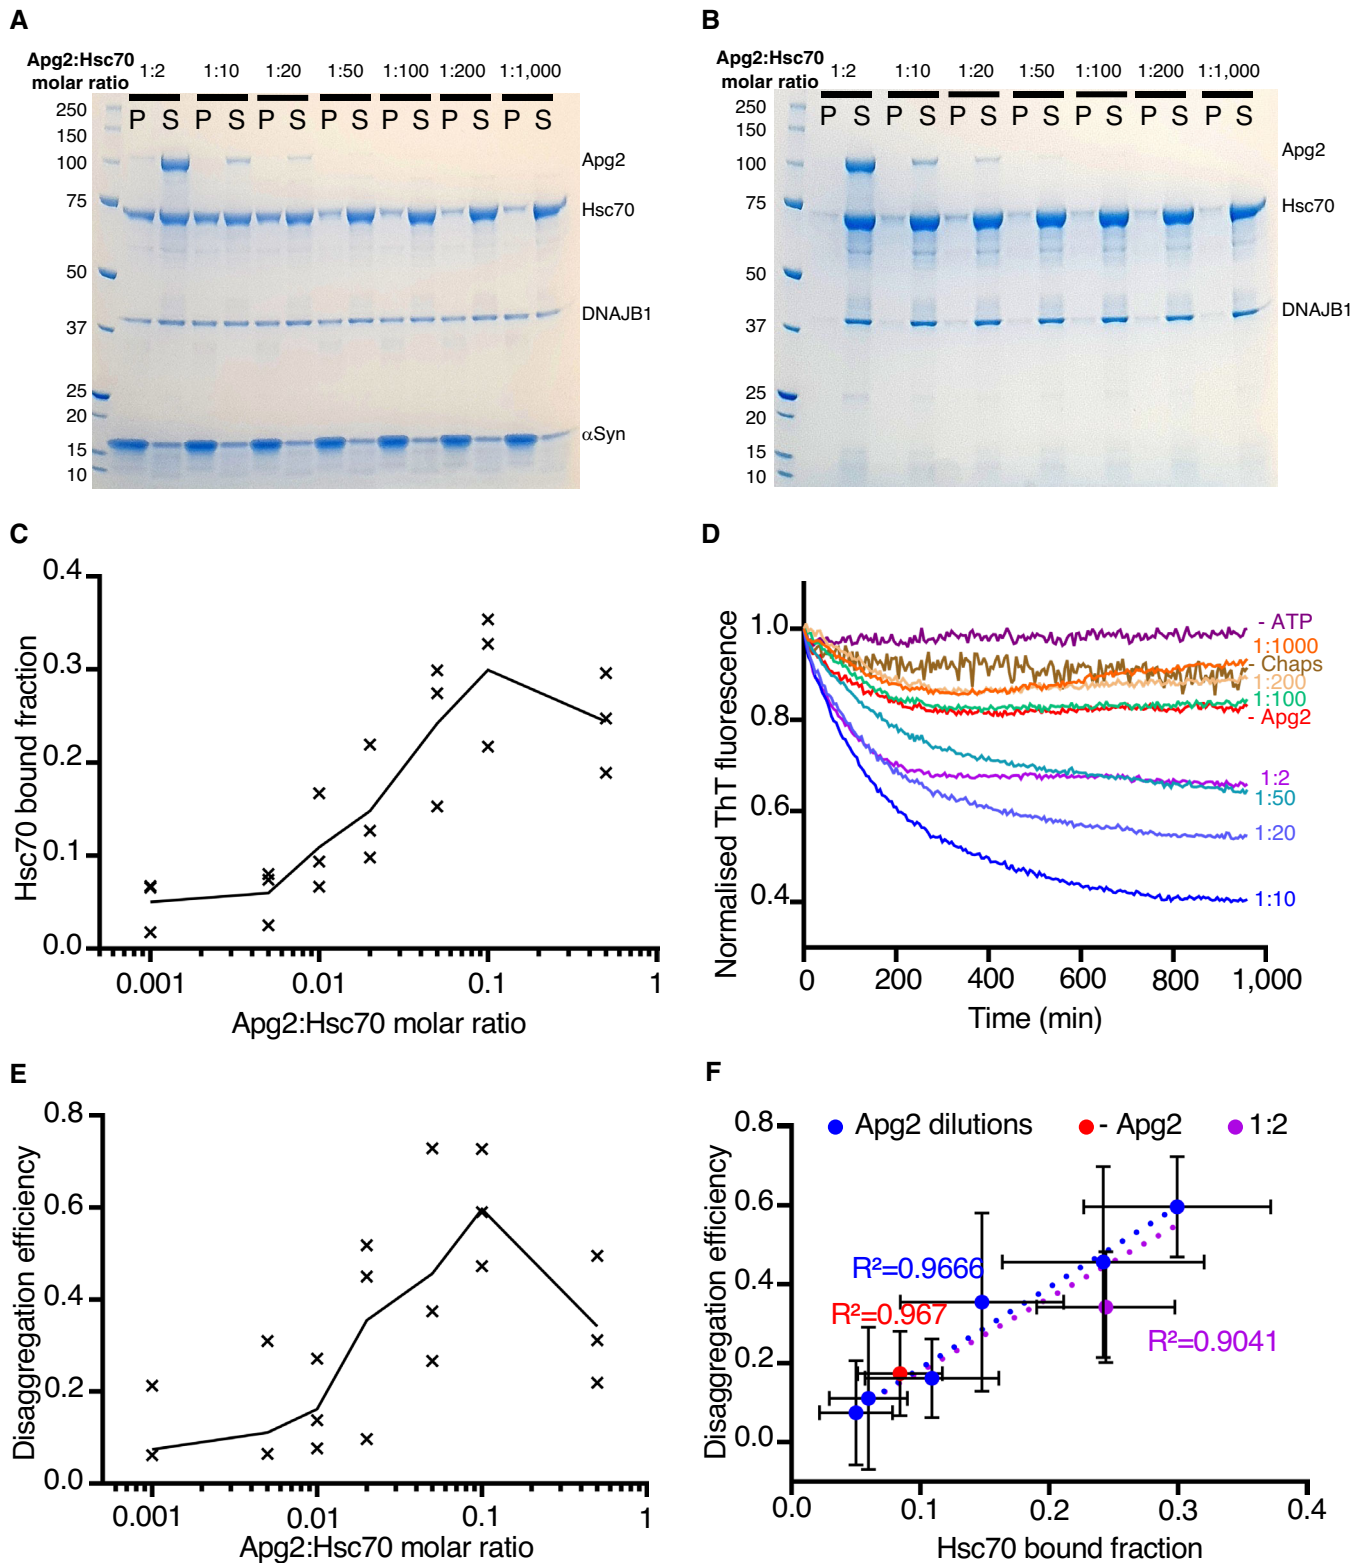 A
Apg2:Hsc70
molar ratio
1:2 1:10 1:20 1:50 1:100 1:200 1:1,000
P S P S P S P S P S P S P S
250
150
100
75
50
37
25
20
15
10
Apg2
Hsc70
DNAJB1
αSyn
B
Apg2:Hsc70
molar ratio
1:2 1:10 1:20 1:50 1:100 1:200 1:1,000
P S P S P S P S P S P S P S
250
150
100
75
50
37
25
20
15
10
Apg2
Hsc70
DNAJB1
C
Hsc70 bound fraction
0.4
0.3
0.2
0.1
0.0
0.001 0.01 0.1 1
Apg2:Hsc70 molar ratio
D
Normalised ThT fluorescence
1.0
0.8
0.6
0.4
- ATP
1:1000
- Chaps
1:200
1:100
- Apg2
1:2
1:50
1:20
1:10
0 200 400 600 800 1,000
Time (min)
E
Disaggregation efficiency
0.8
0.6
0.4
0.2
0.0
0.001 0.01 0.1 1
Apg2:Hsc70 molar ratio
F
Disaggregation efficiency
0.8
0.6
0.4
0.2
0.0
Apg2 dilutions - Apg2 1:2
R²=0.9666
R²=0.967
R²=0.9041
0.0 0.1 0.2 0.3 0.4
Hsc70 bound fraction